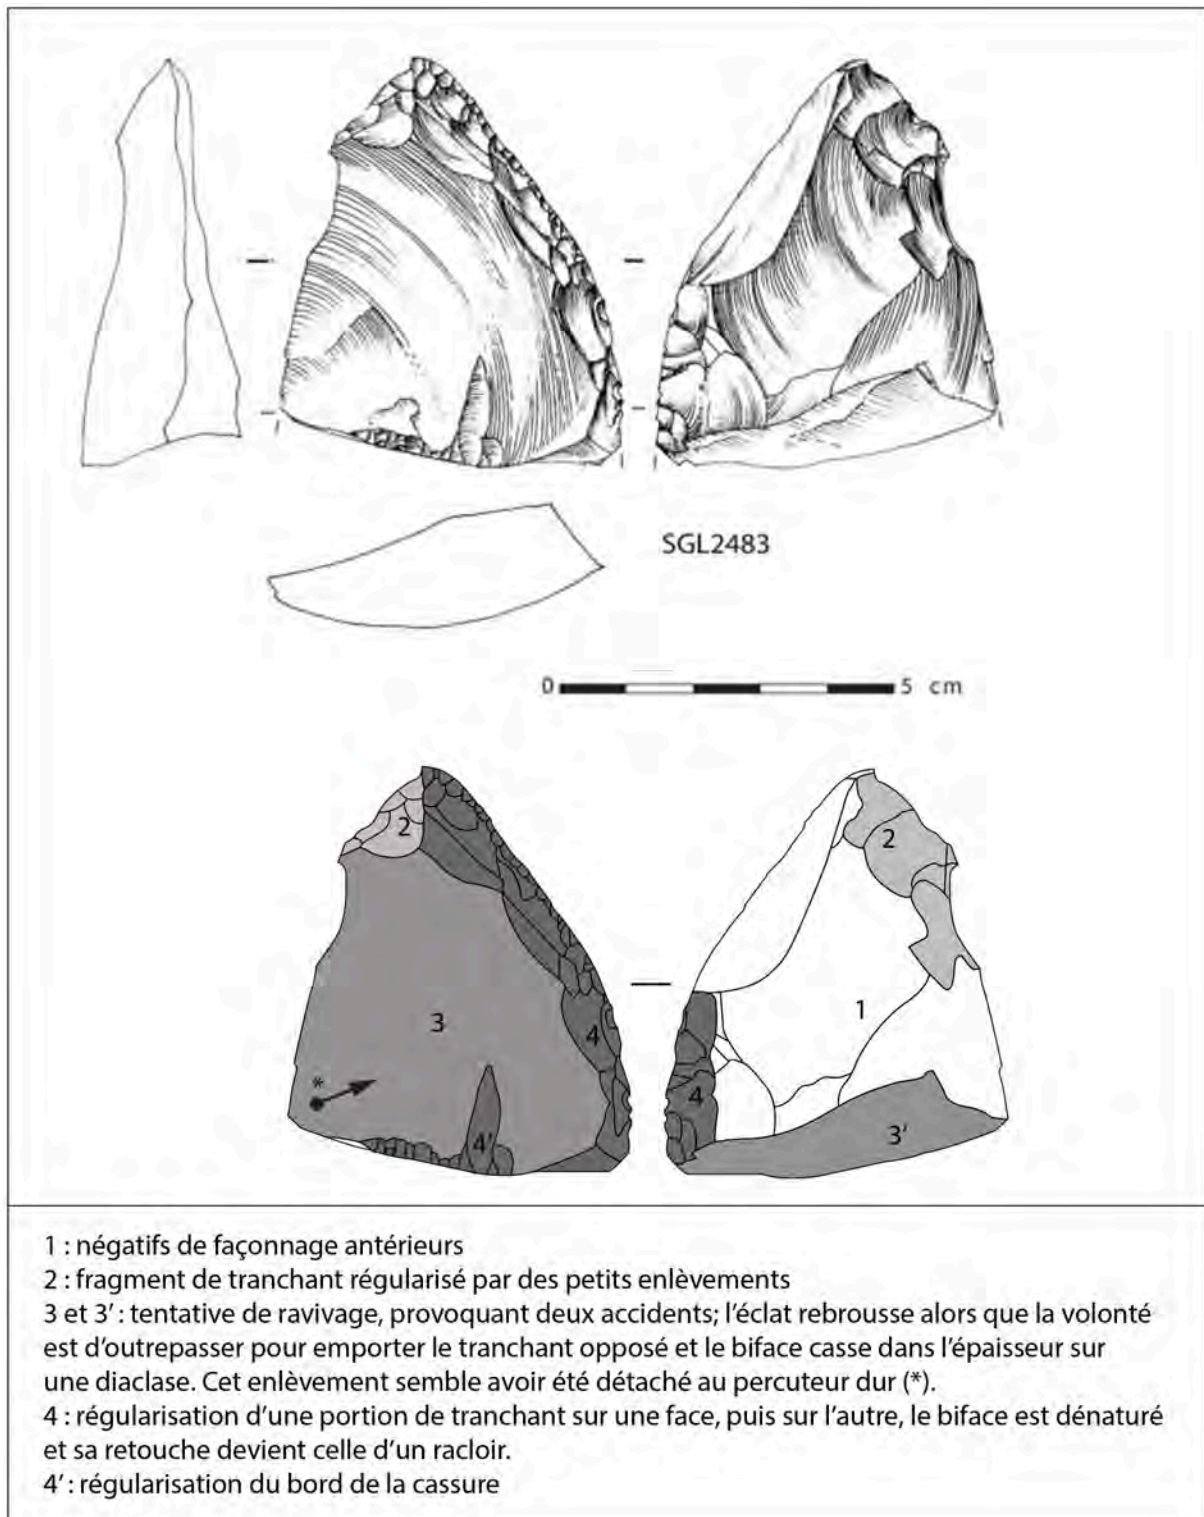 SGL2483
0 5 cm
2
3
4
*
4'
2
1
4
3'
1 : négatifs de façonnage antérieurs
2 : fragment de tranchant régularisé par des petits enlèvements
3 et 3' : tentative de ravivage, provoquant deux accidents; l'éclat rebrousse alors que la volonté
est d'outrepasser pour emporter le tranchant opposé et le biface casse dans l'épaisseur sur
une diaclase. Cet enlèvement semble avoir été détaché au percuteur dur (*).
4 : régularisation d'une portion de tranchant sur une face, puis sur l'autre, le biface est dénaturé
et sa retouche devient celle d'un racloir.
4' : régularisation du bord de la cassure